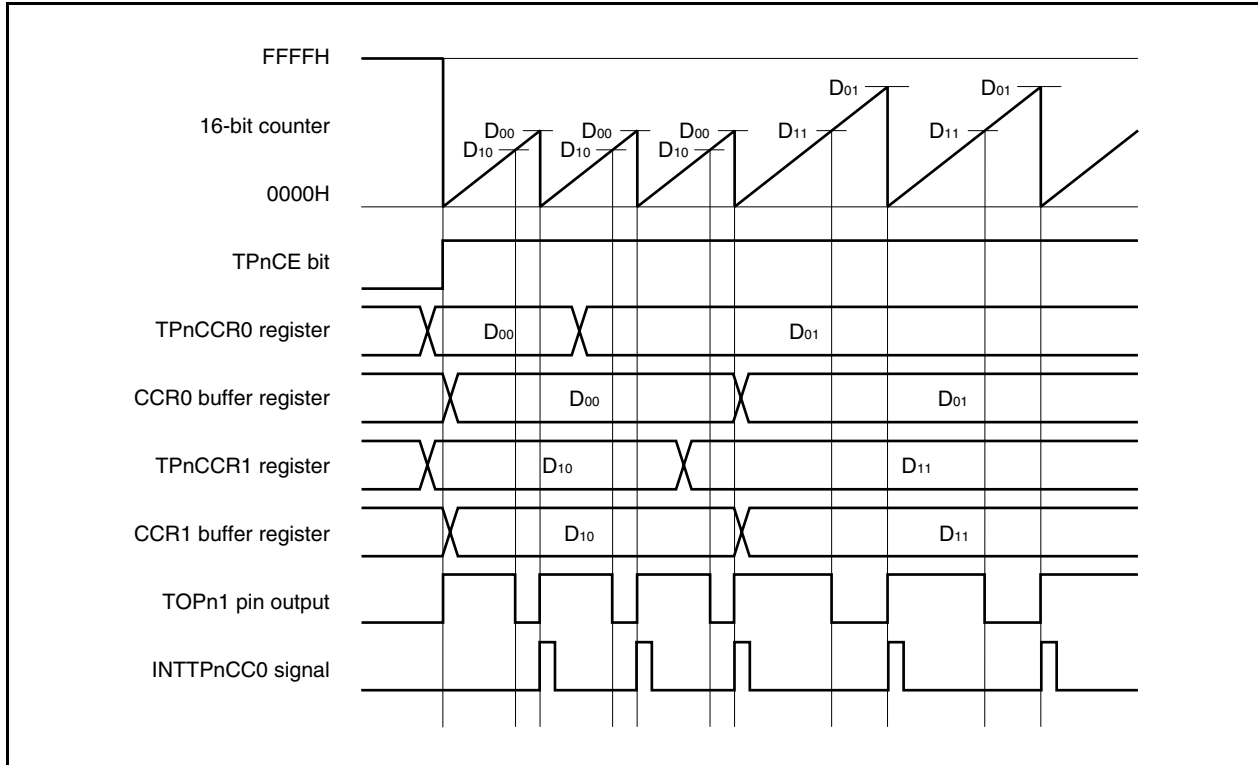 FFFFH
D01 D01
16-bit counter D00 D00 D00 D11 D11
D10 D10 D10
0000H
TPnCE bit
TPnCCR0 register D00 D01
CCR0 buffer register D00 D01
TPnCCR1 register D10 D11
CCR1 buffer register D10 D11
TOPn1 pin output
INTTPnCC0 signal